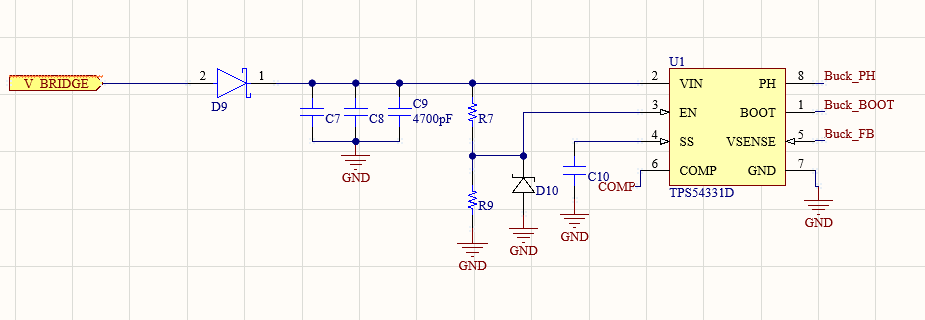 U1
V_BRIDGE
2
1
D9
2
VIN
PH
8
Buck_PH
C7
C8
C9
4700pF
R7
3
EN
BOOT
1
Buck_BOOT
4
SS
VSENSE
5
Buck_FB
GND
6
COMP
GND
7
C10
COMP
D10
R9
TPS54331D
GND
GND
GND
GND